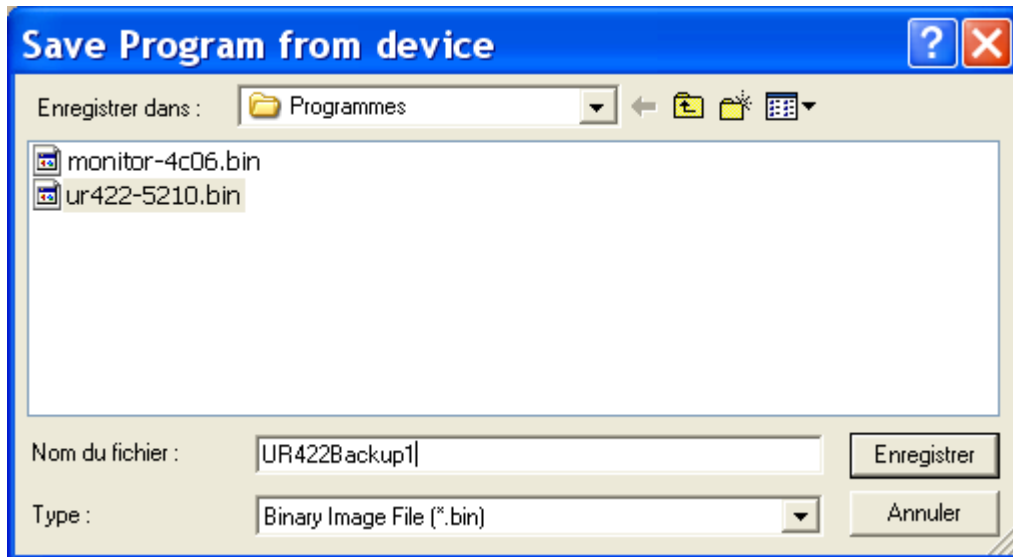 Save Program from device
Enregistrer dans : Programmes
monitor-4c06.bin
ur422-5210.bin
Nom du fichier : UR422Backup1 Enregistrer
Type : Binary Image File (*.bin) Annuler